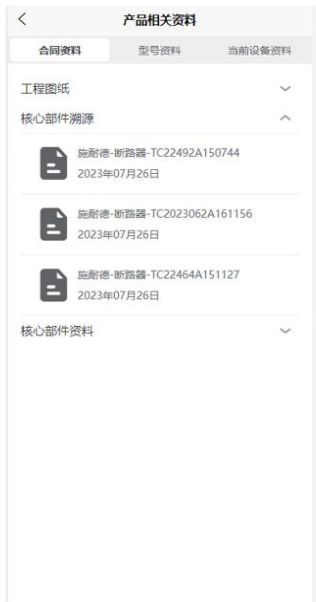 产品相关资料
合同资料 型号资料 当前设备资料
工程图纸
核心部件溯源
施耐德-断路器-TC22492A150744
2023年07月26日
施耐德-断路器-TC2023062A161156
2023年07月26日
施耐德-断路器-TC22464A151127
2023年07月26日
核心部件资料